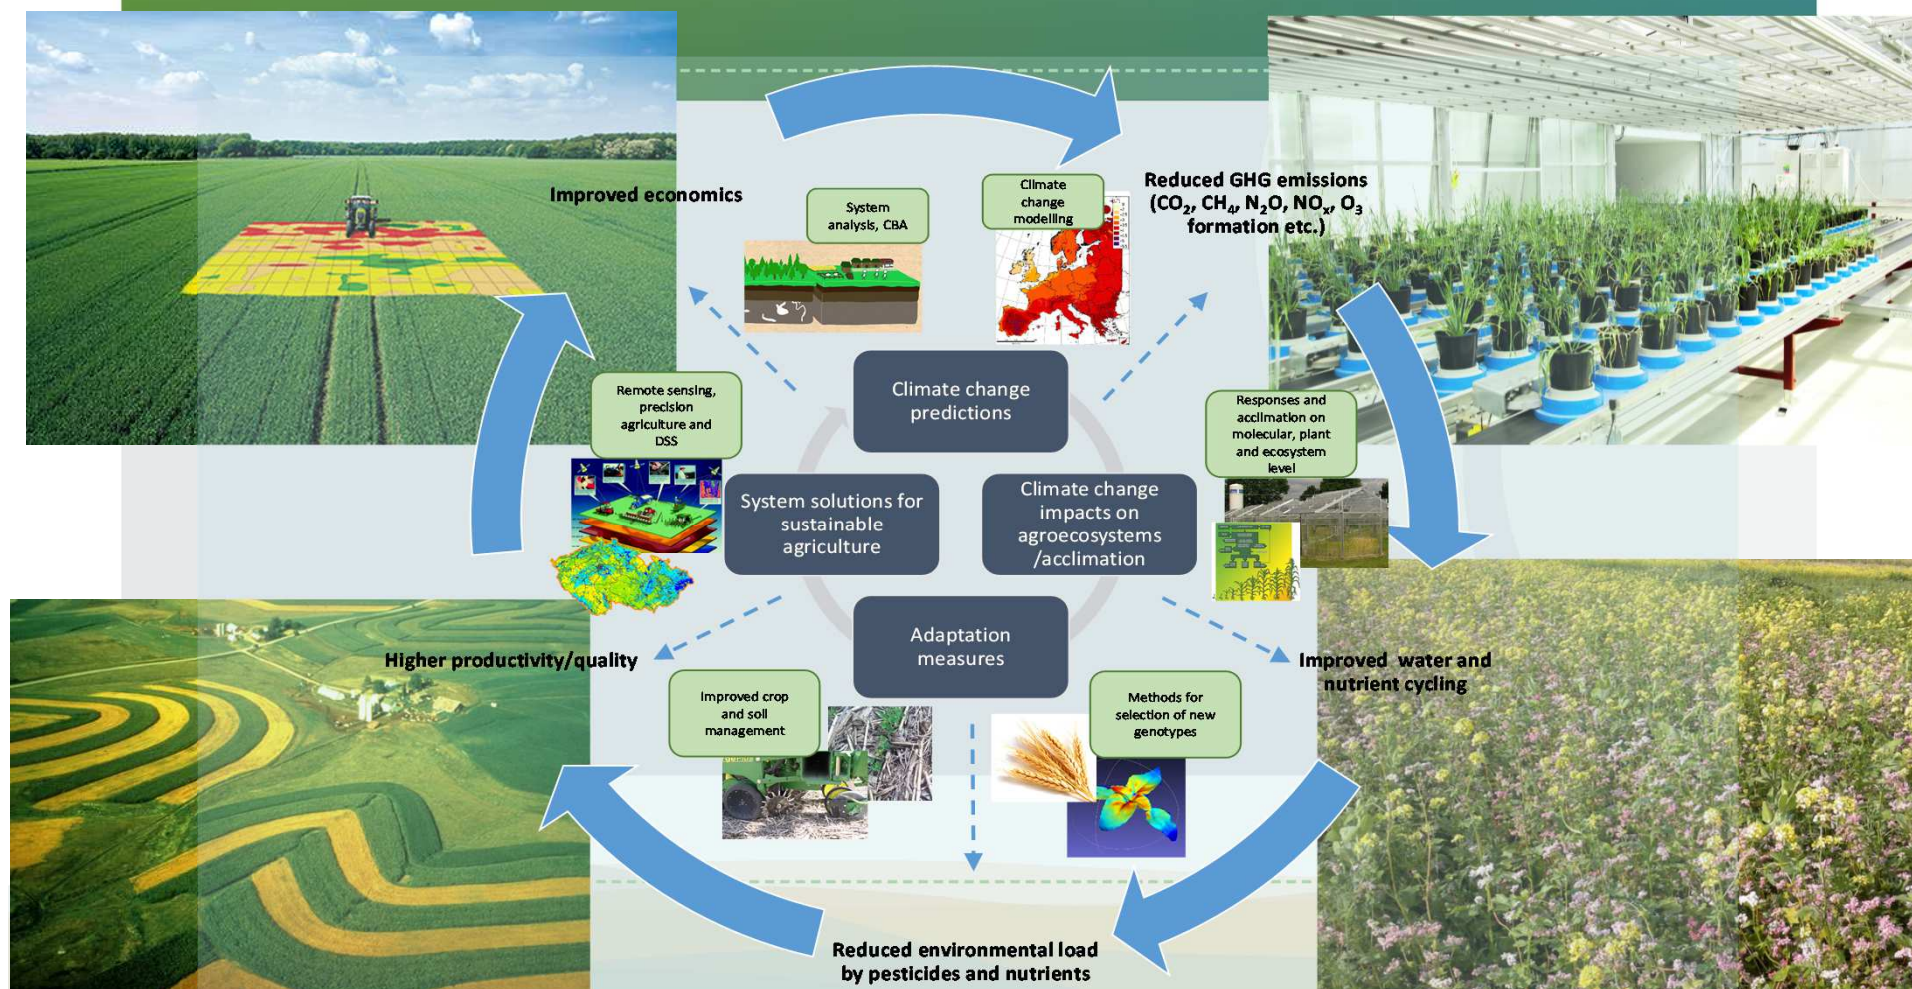 Improved economics
System
analysis, CBA
Climate
change
modelling
Reduced GHG emissions
(CO₂, CH₄, N₂O, NOₓ, O₃
formation etc.)
Remote sensing,
precision
agriculture and
DSS
Climate change
predictions
Responses and
acclimation on
molecular, plant
and ecosystem
level
System solutions for
sustainable
agriculture
Climate change
impacts on
agroecosystems
/acclimation
Higher productivity/quality
Adaptation
measures
Improved water and
nutrient cycling
Improved crop
and soil
management
Methods for
selection of new
genotypes
Reduced environmental load
by pesticides and nutrients